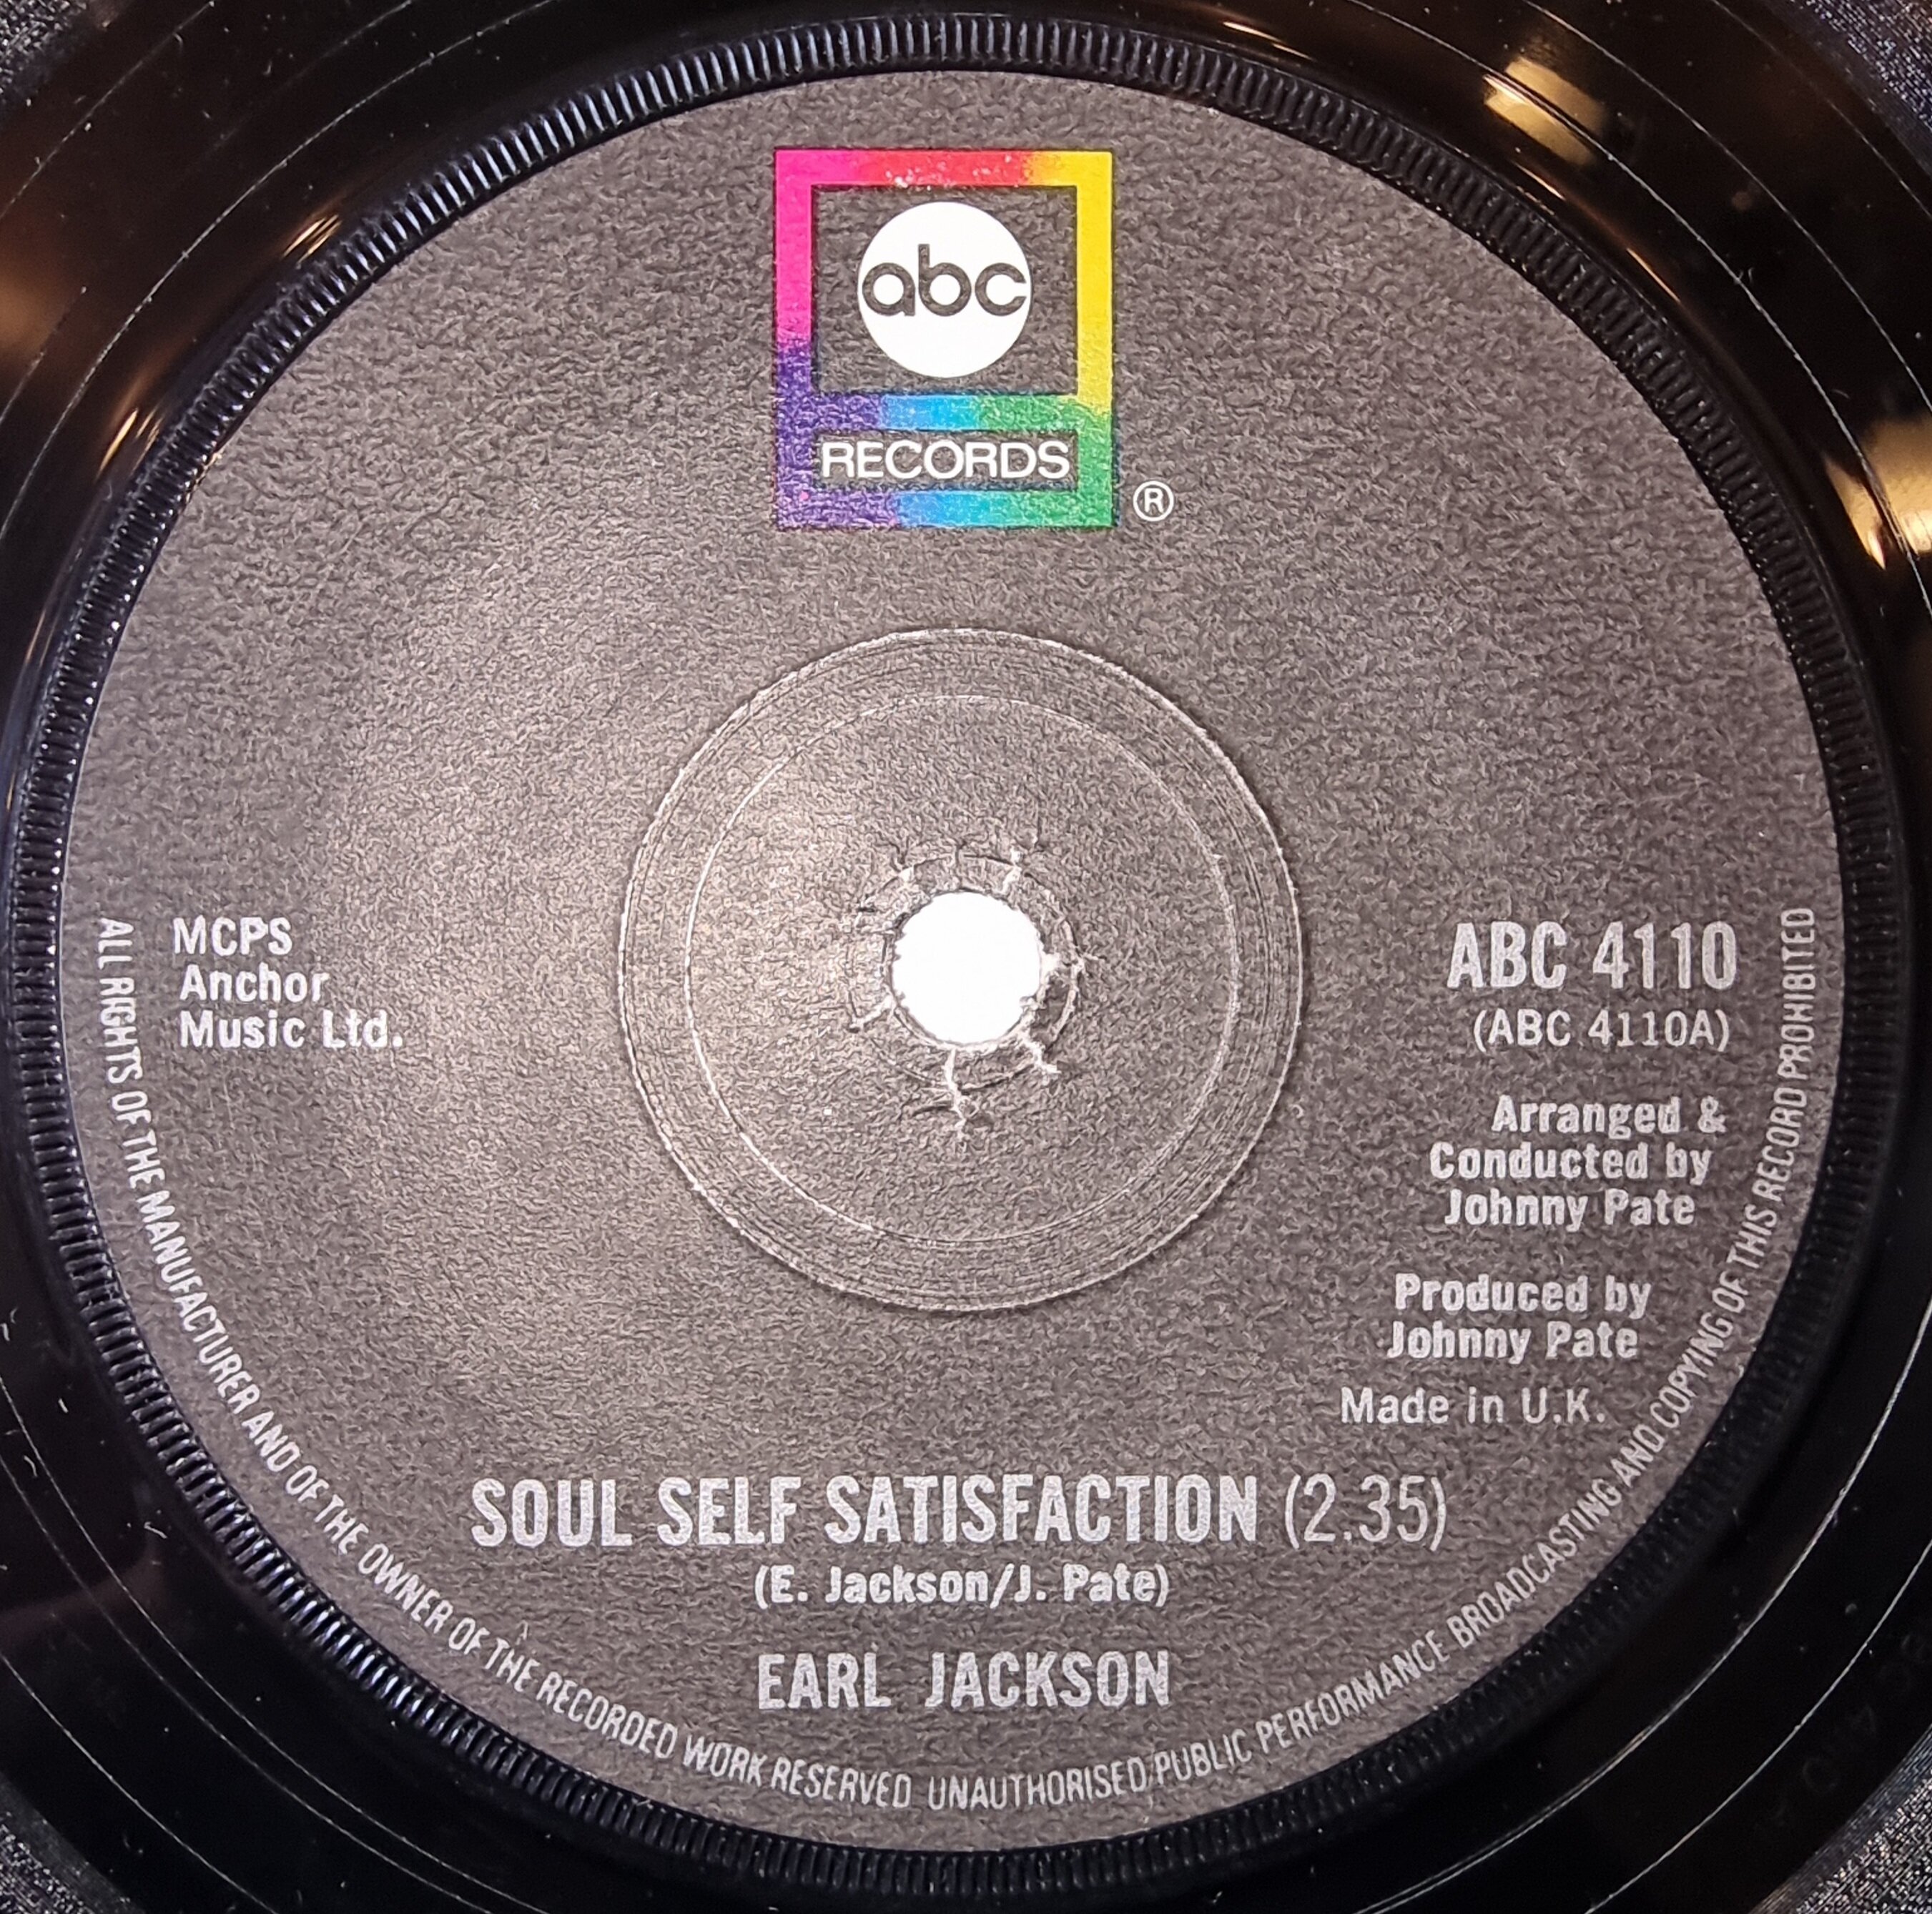 abc
RECORDS
®
MCPS
Anchor
Music Ltd.
ABC 4110
(ABC 4110A)
Arranged &
Conducted by
Johnny Pate
Produced by
Johnny Pate
Made in U.K.
SOUL SELF SATISFACTION (2.35)
(E. Jackson/J. Pate)
EARL JACKSON
ALL RIGHTS OF THE MANUFACTURER AND OF THE OWNER OF THE RECORDED WORK RESERVED UNAUTHORISED PUBLIC PERFORMANCE BROADCASTING AND COPYING OF THIS RECORD PROHIBITED